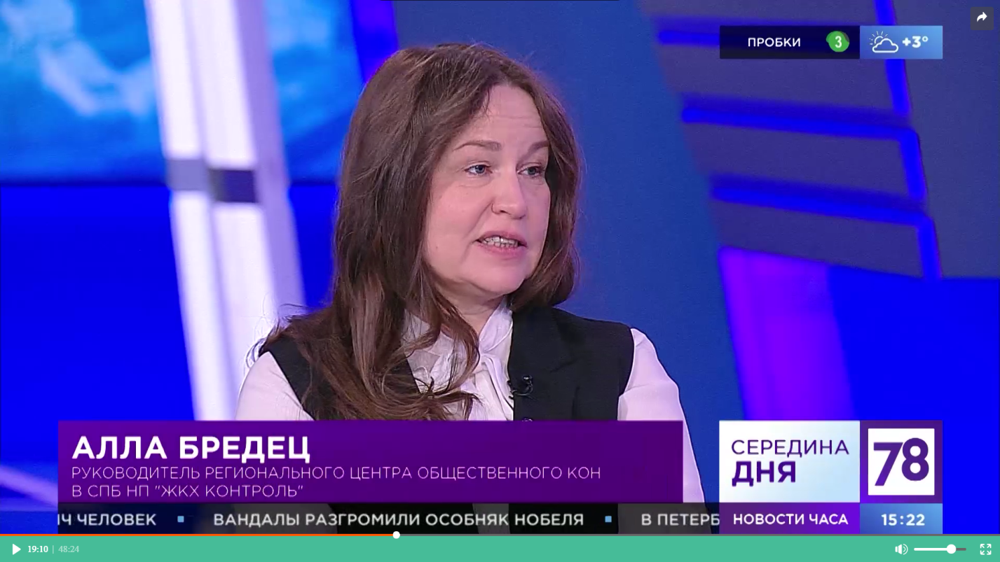 ПРОБКИ 3 +3°
АЛЛА БРЕДЕЦ
РУКОВОДИТЕЛЬ РЕГИОНАЛЬНОГО ЦЕНТРА ОБЩЕСТВЕННОГО КОН
В СПБ НП "ЖКХ КОНТРОЛЬ"
СЕРЕДИНА
ДНЯ
78
ИЧ ЧЕЛОВЕК ВАНДАЛЫ РАЗГРОМИЛИ ОСОБНЯК НОБЕЛЯ В ПЕТЕРБ
НОВОСТИ ЧАСА 15:22
19:10 | 48:24